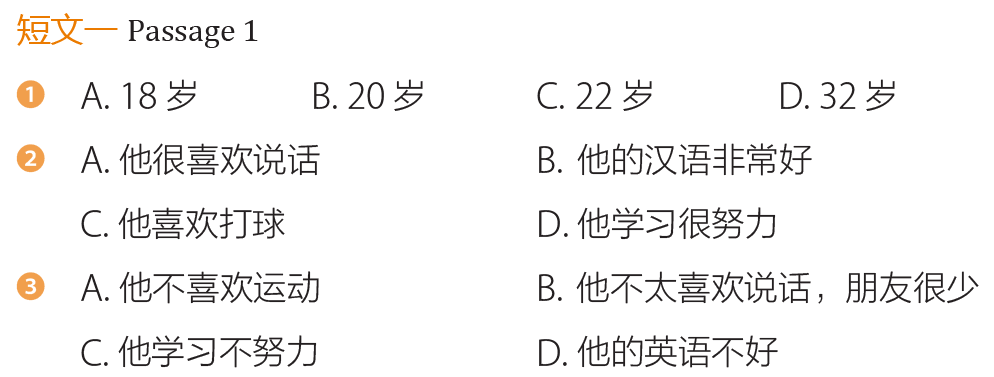 短文一 Passage 1
1 A. 18 岁 B. 20 岁 C. 22 岁 D. 32 岁
2 A. 他很喜欢说话 B. 他的汉语非常好
C. 他喜欢打球 D. 他学习很努力
3 A. 他不喜欢运动 B. 他不太喜欢说话，朋友很少
C. 他学习不努力 D. 他的英语不好